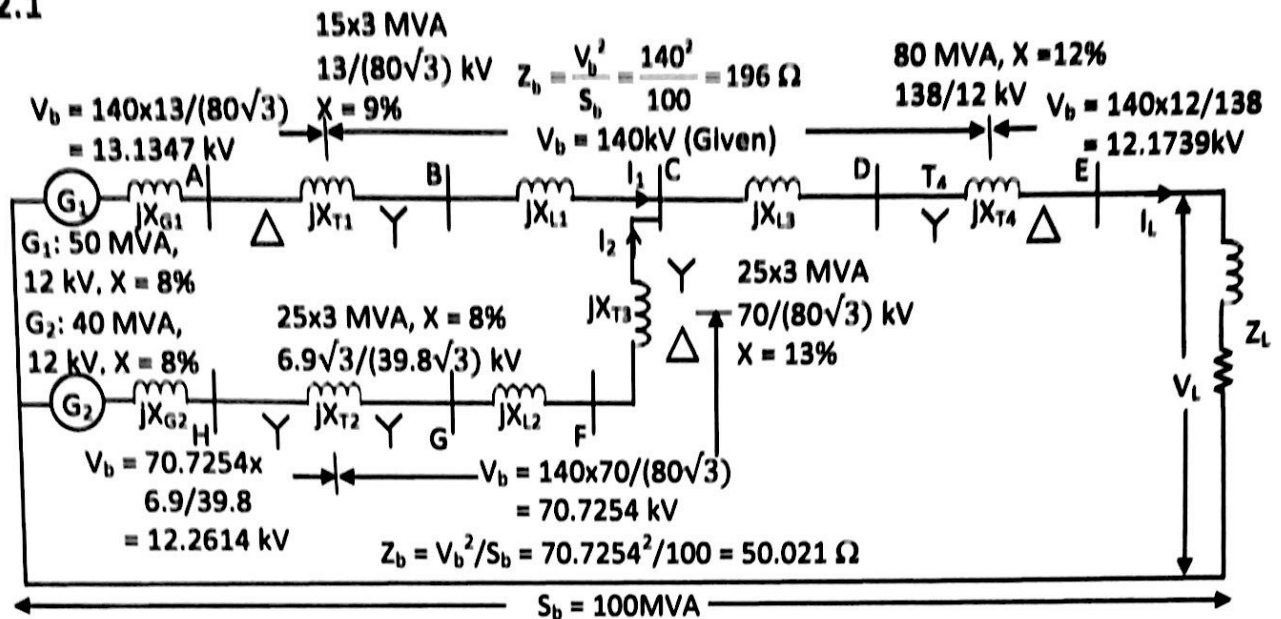 2.1
15x3 MVA
13/(80√3) kV
X = 9%
Z_b = V_b²/S_b = 140²/100 = 196 Ω
80 MVA, X =12%
138/12 kV
V_b = 140x13/(80√3)
= 13.1347 kV
V_b = 140kV (Given)
V_b = 140x12/138
= 12.1739kV
G₁ jX_G1 A Δ jX_T1 Y B jX_L1 I₁ C jX_L3 D T₄ Y jX_T4 Δ E I_L
G₁: 50 MVA,
12 kV, X = 8%
I₂
Y
jX_T3
Δ
25x3 MVA
70/(80√3) kV
X = 13%
Z_L
V_L
G₂: 40 MVA,
12 kV, X = 8%
25x3 MVA, X = 8%
6.9√3/(39.8√3) kV
G₂ jX_G2 H Y jX_T2 Y G jX_L2 F
V_b = 70.7254x
6.9/39.8
= 12.2614 kV
V_b = 140x70/(80√3)
= 70.7254 kV
Z_b = V_b²/S_b = 70.7254²/100 = 50.021 Ω
S_b = 100MVA